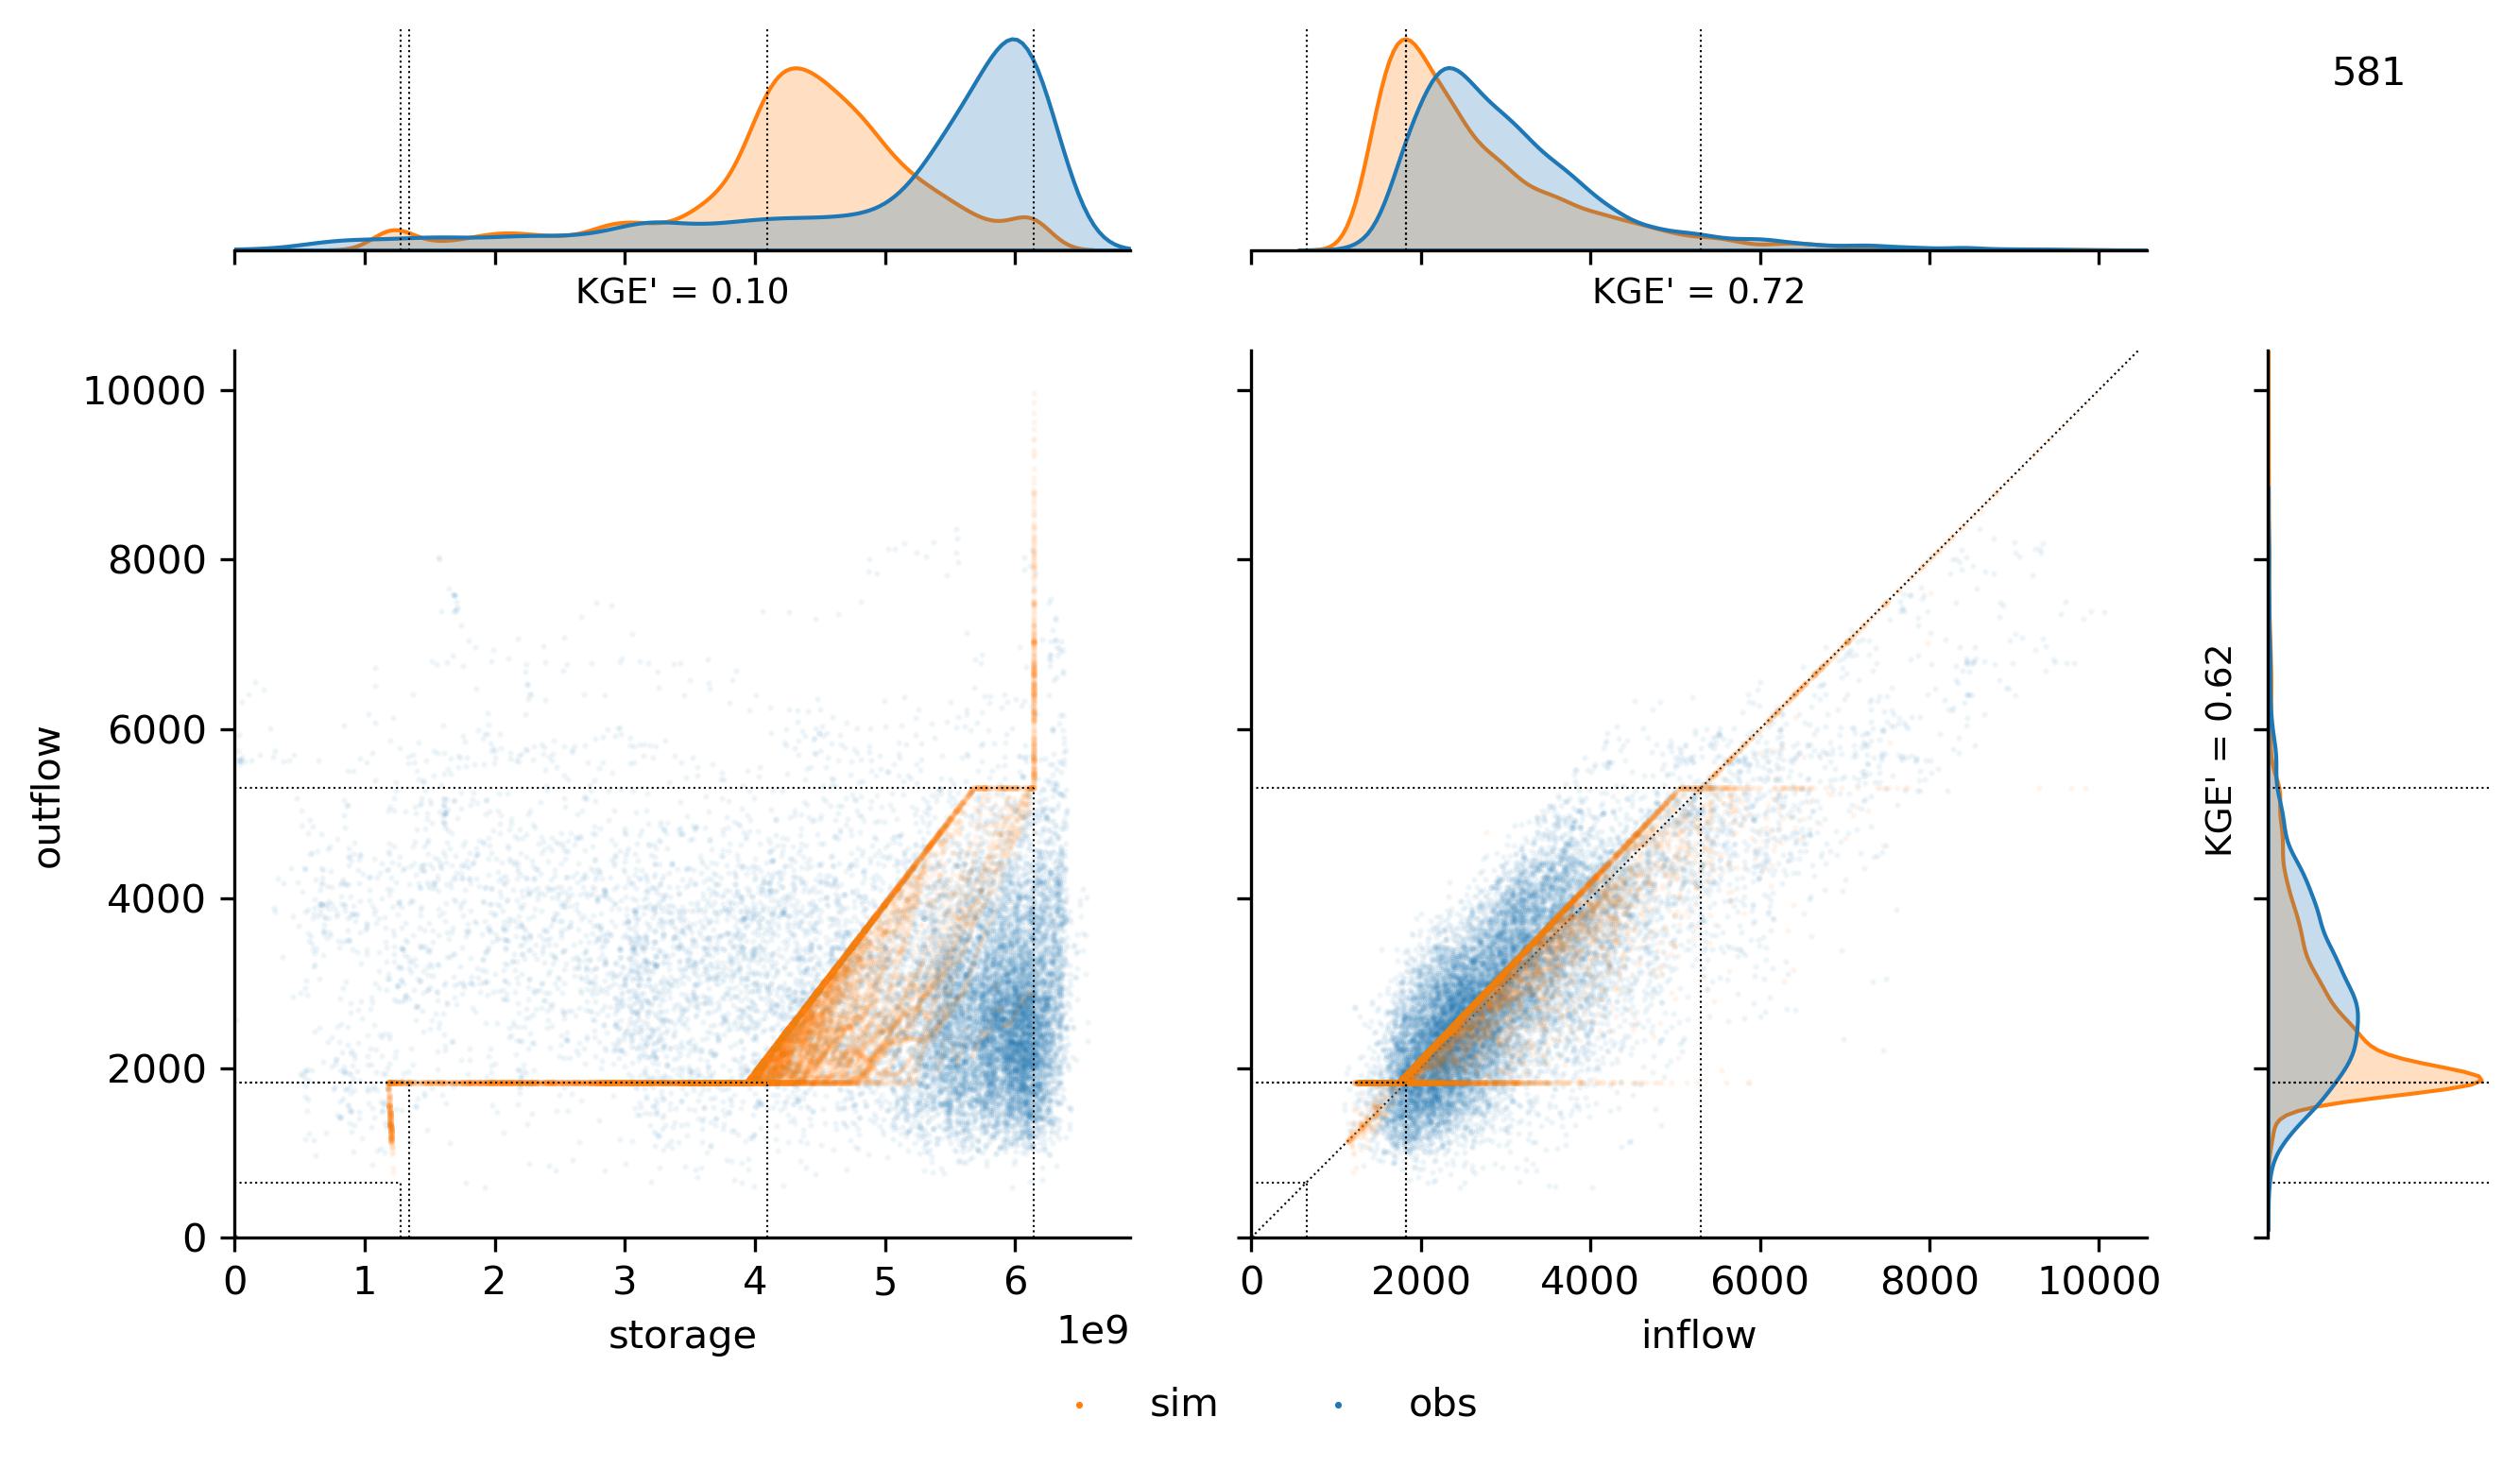 581
KGE' = 0.10
KGE' = 0.72
10000
8000
6000
4000
2000
0
outflow
KGE' = 0.62
0 1 2 3 4 5 6
0 2000 4000 6000 8000 10000
storage
1e9
inflow
sim
obs